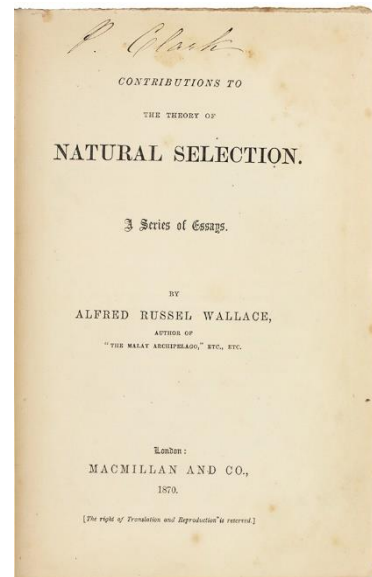 P. Clark
CONTRIBUTIONS TO
THE THEORY OF
NATURAL SELECTION.
A Series of Essays.
BY
ALFRED RUSSEL WALLACE,
AUTHOR OF
"THE MALAY ARCHIPELAGO," ETC., ETC.
London:
MACMILLAN AND CO.,
1870.
[The right of Translation and Reproduction is reserved.]